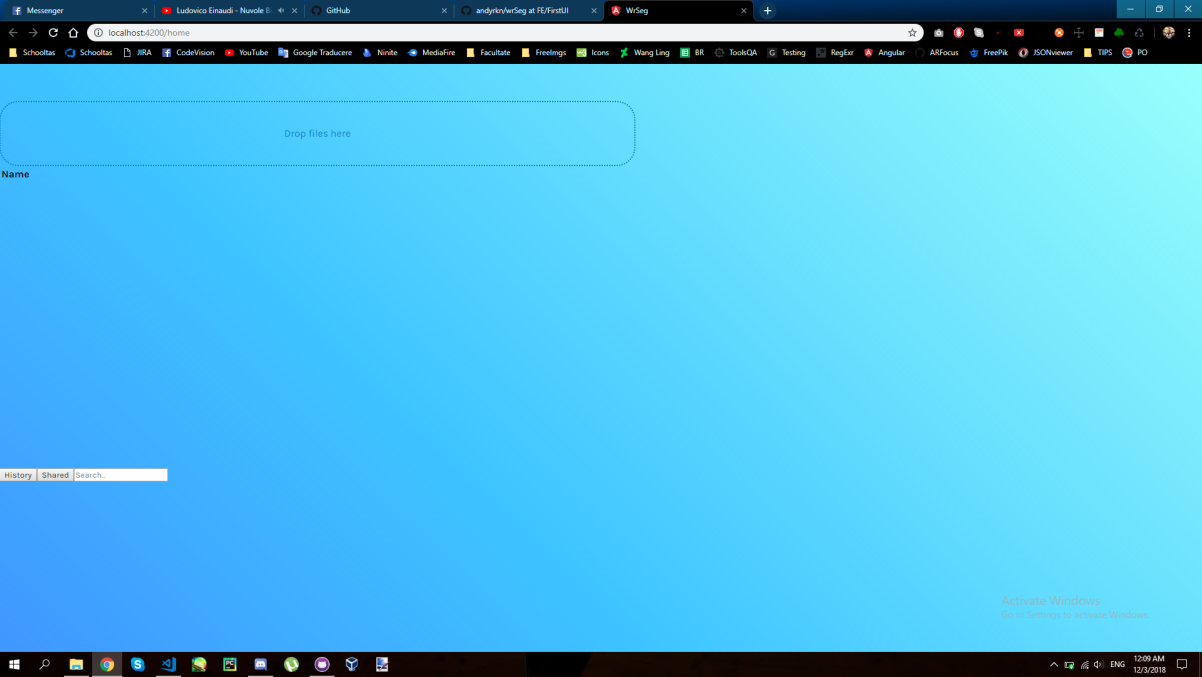 Messenger
Ludovico Einaudi - Nuvole B
GitHub
andyrkn/wrSeg at FE/FirstUI
WrSeg
localhost:4200/home
Schooltas
Schooltas
JIRA
CodeVision
YouTube
Google Traducere
Ninite
MediaFire
Facultate
FreeImgs
Icons
Wang Ling
BR
ToolsQA
Testing
RegExr
Angular
ARFocus
FreePik
JSONviewer
TIPS
PO
Drop files here
Name
History
Shared
Search..
Activate Windows
Go to Settings to activate Windows.
ENG
12:09 AM
12/3/2018